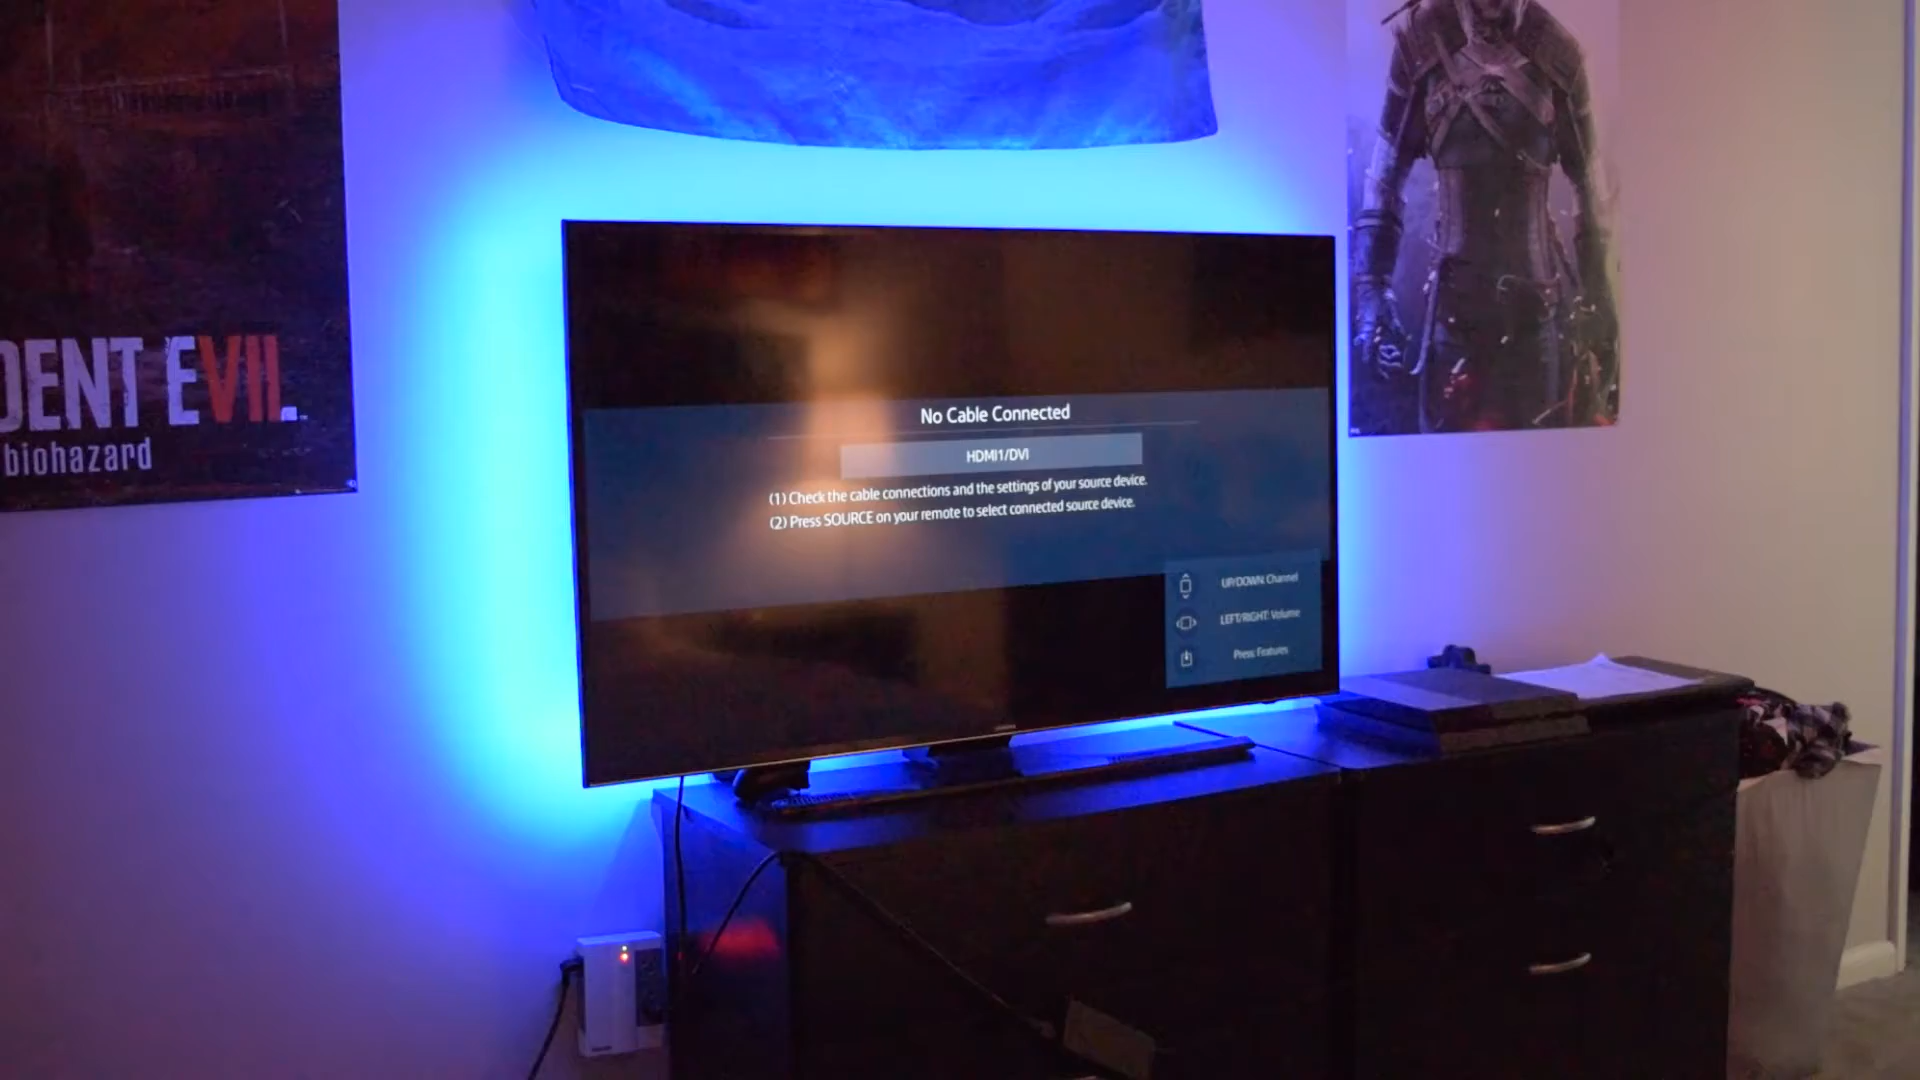 DENT EVII.
biohazard
No Cable Connected
HDMI1/DVI
(1) Check the cable connections and the settings of your source device.
(2) Press SOURCE on your remote to select connected source device.
UP/DOWN: Channel
LEFT/RIGHT: Volume
Press: Features